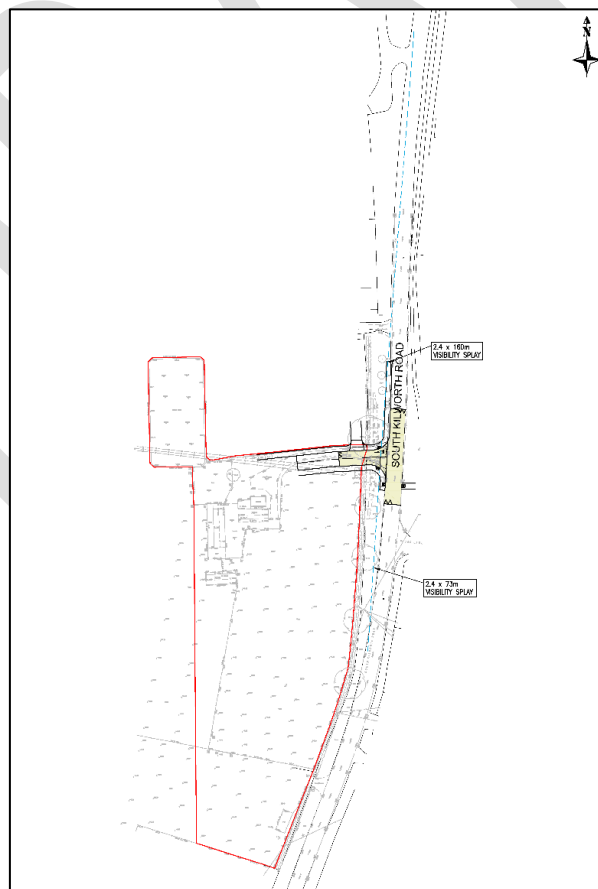 N
2.4 x 160m
VISIBILITY SPLAY
SOUTH KILWORTH ROAD
2.4 x 73m
VISIBILITY SPLAY